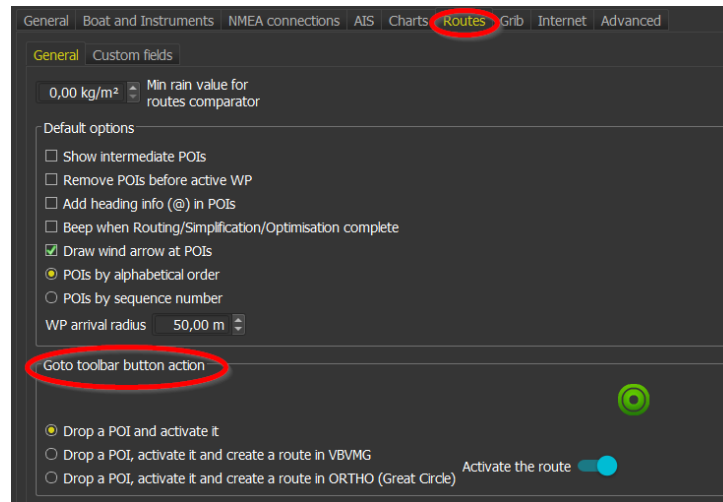 General Boat and Instruments NMEA connections AIS Charts Routes Grib Internet Advanced
General Custom fields
0,00 kg/m² Min rain value for
routes comparator
Default options
Show intermediate POIs
Remove POIs before active WP
Add heading info (@) in POIs
Beep when Routing/Simplification/Optimisation complete
Draw wind arrow at POIs
POIs by alphabetical order
POIs by sequence number
WP arrival radius 50,00 m
Goto toolbar button action
Drop a POI and activate it
Drop a POI, activate it and create a route in VBVMG
Activate the route
Drop a POI, activate it and create a route in ORTHO (Great Circle)